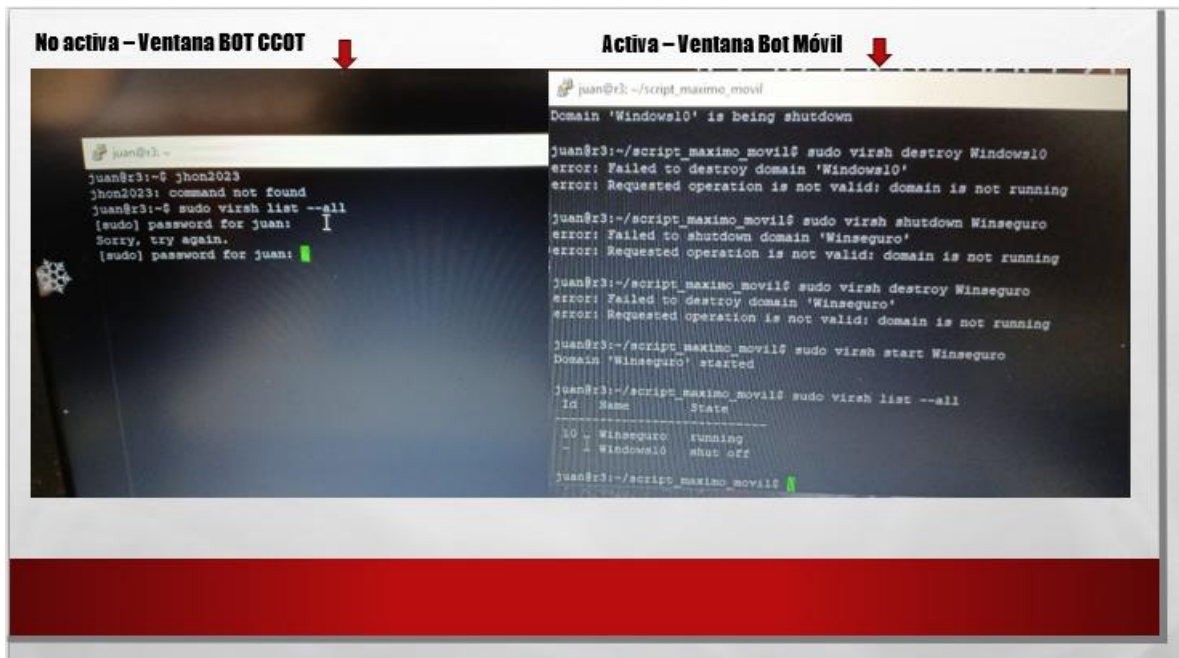 No activa – Ventana BOT CCOT
Activa – Ventana Bot Móvil
juan@r3: ~
juan@r3:~$ jhon2023
jhon2023: command not found
juan@r3:~$ sudo virsh list --all
[sudo] password for juan:
Sorry, try again.
[sudo] password for juan:
juan@r3: ~/script_maximo_movil
Domain 'Windows10' is being shutdown
juan@r3:~/script_maximo_movil$ sudo virsh destroy Windows10
error: Failed to destroy domain 'Windows10'
error: Requested operation is not valid: domain is not running
juan@r3:~/script_maximo_movil$ sudo virsh shutdown Winseguro
error: Failed to shutdown domain 'Winseguro'
error: Requested operation is not valid: domain is not running
juan@r3:~/script_maximo_movil$ sudo virsh destroy Winseguro
error: Failed to destroy domain 'Winseguro'
error: Requested operation is not valid: domain is not running
juan@r3:~/script_maximo_movil$ sudo virsh start Winseguro
Domain 'Winseguro' started
juan@r3:~/script_maximo_movil$ sudo virsh list --all
Id Name State
10 Winseguro running
- Windows10 shut off
juan@r3:~/script_maximo_movil$